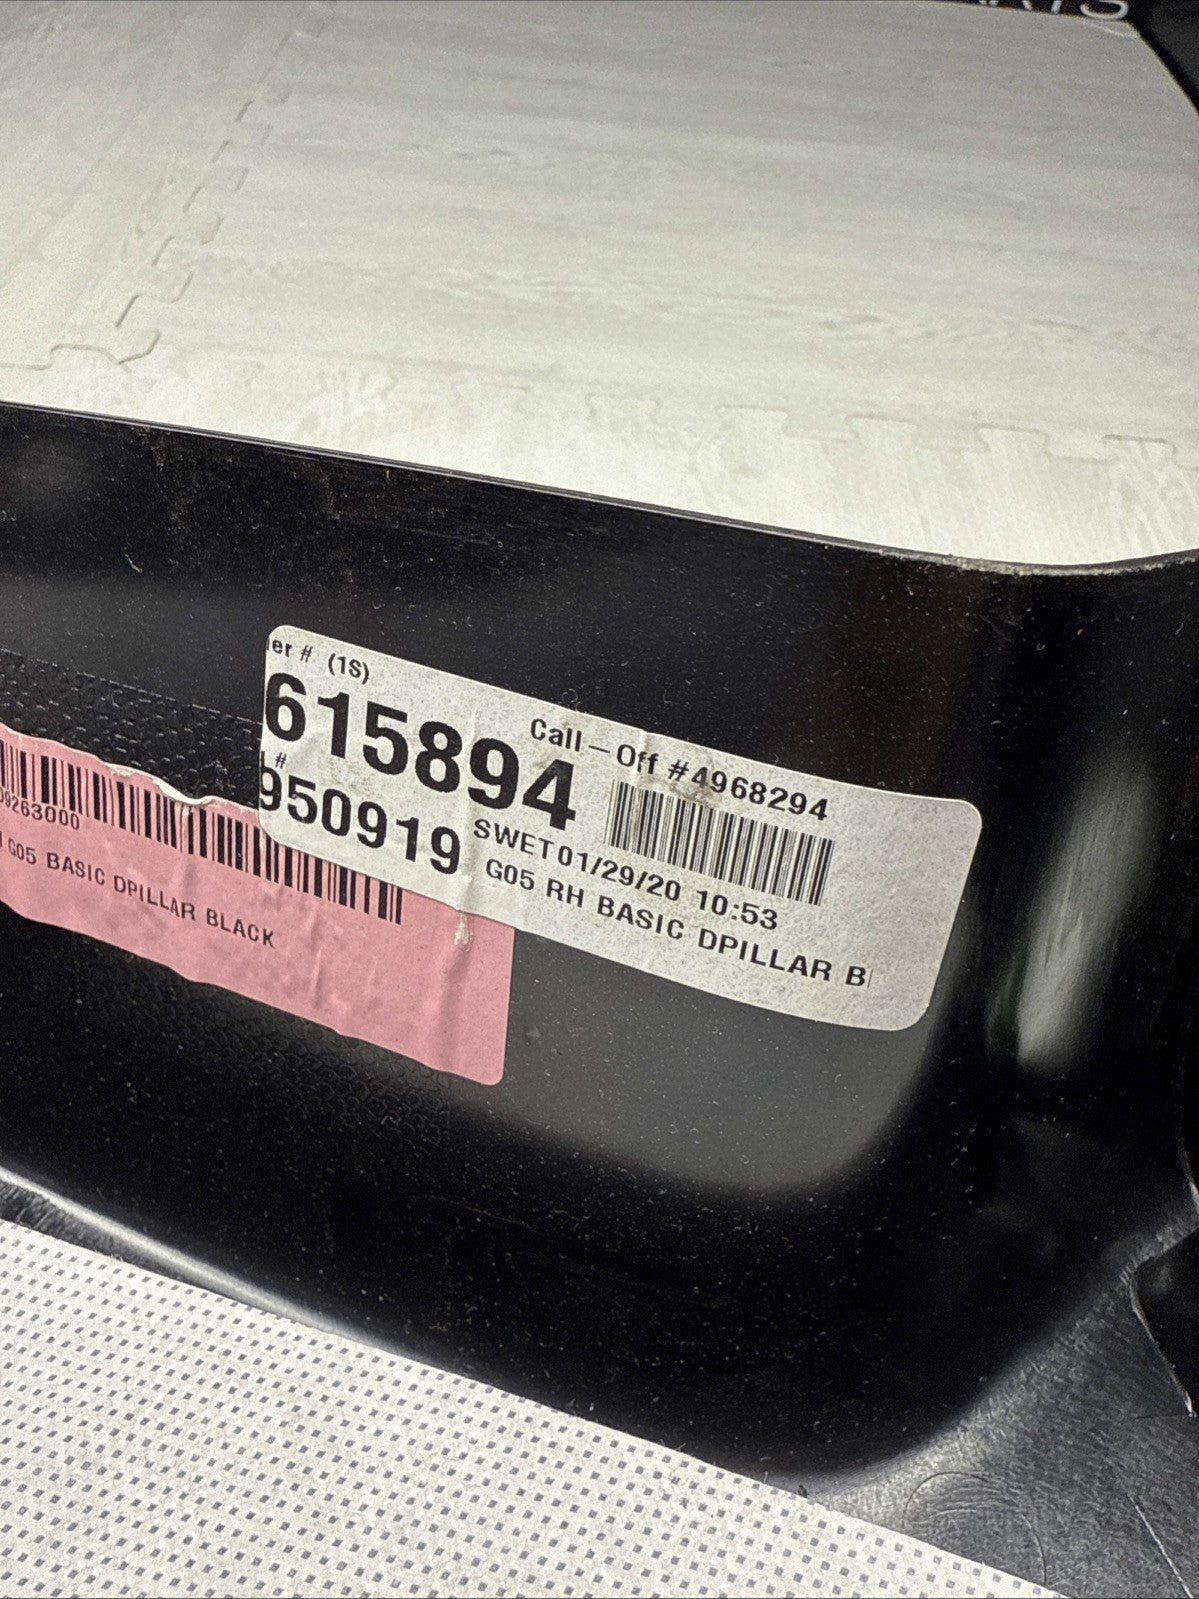 er # (1S)
615894
Call-Off #4968294
#
950919
SWET01/29/20 10:53
G05 RH BASIC DPILLAR B
09263000
G05 BASIC DPILLAR BLACK